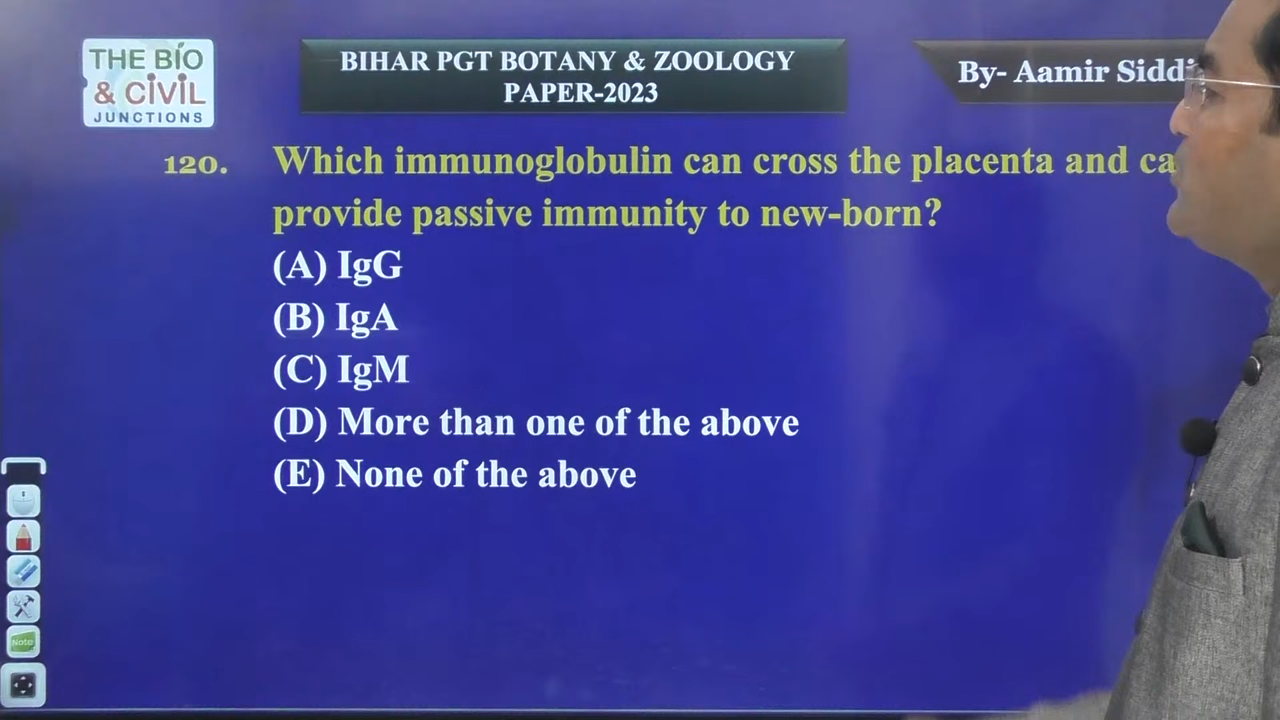 THE BIO
& CIVIL
JUNCTIONS
BIHAR PGT BOTANY & ZOOLOGY
PAPER-2023
By- Aamir
120. Which immunoglobulin can cross the placenta and
provide passive immunity to new-born?
(A) IgG
(B) IgA
(C) IgM
(D) More than one of the above
(E) None of the above
Note